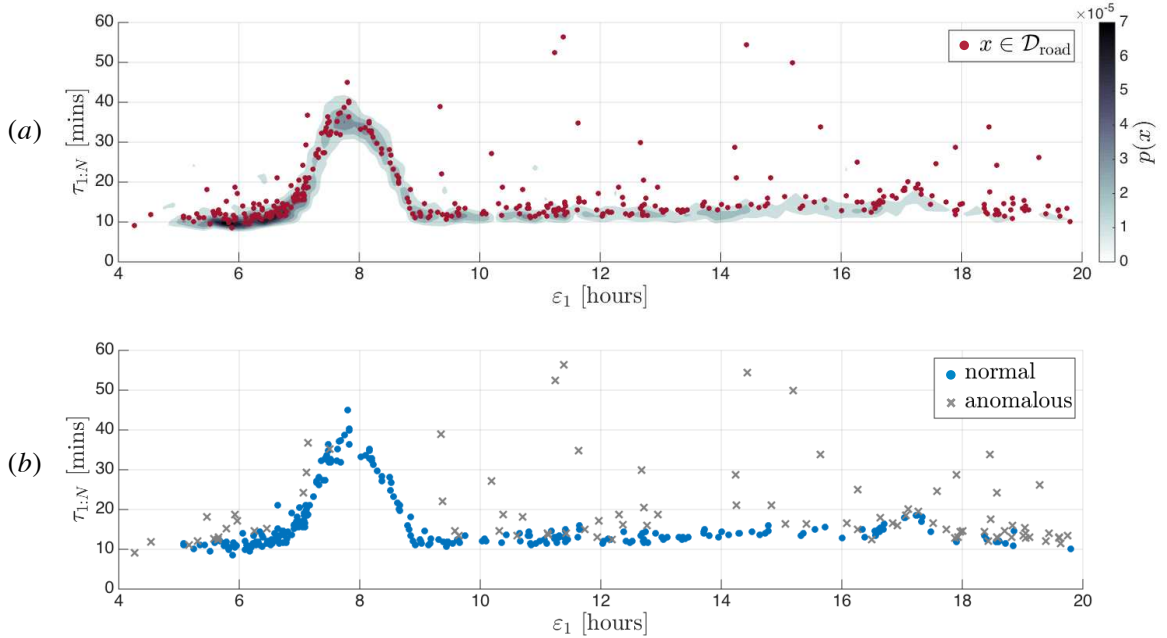 (a)
τ₁:N [mins]
60
50
40
30
20
10
0
4 6 8 10 12 14 16 18 20
ε₁ [hours]
x ∈ 𝒟road
×10⁻⁵
7
6
5
4
3
2
1
0
p(x)
(b)
τ₁:N [mins]
60
50
40
30
20
10
0
4 6 8 10 12 14 16 18 20
ε₁ [hours]
normal
anomalous